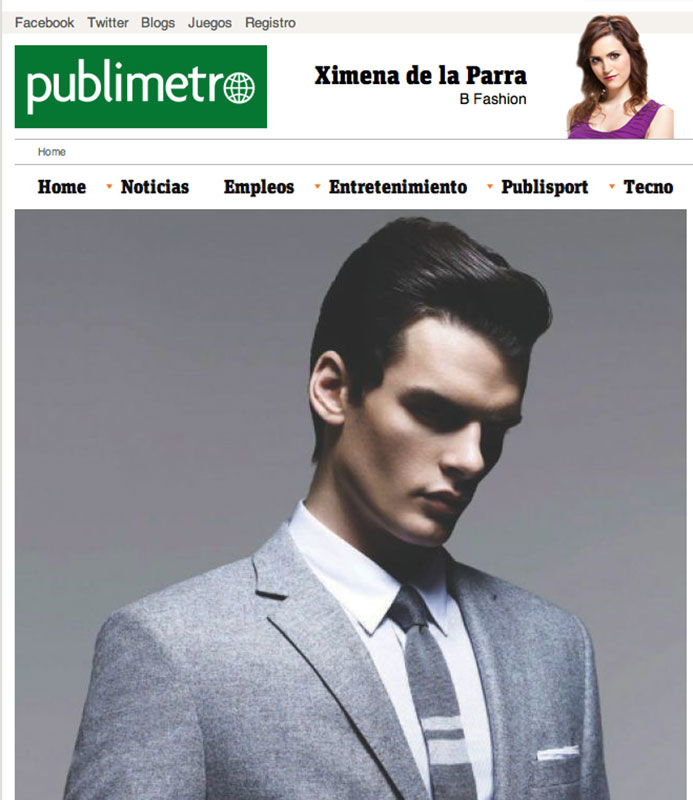 Facebook Twitter Blogs Juegos Registro
publimetro
Ximena de la Parra
B Fashion
Home
Home Noticias Empleos Entretenimiento Publisport Tecno